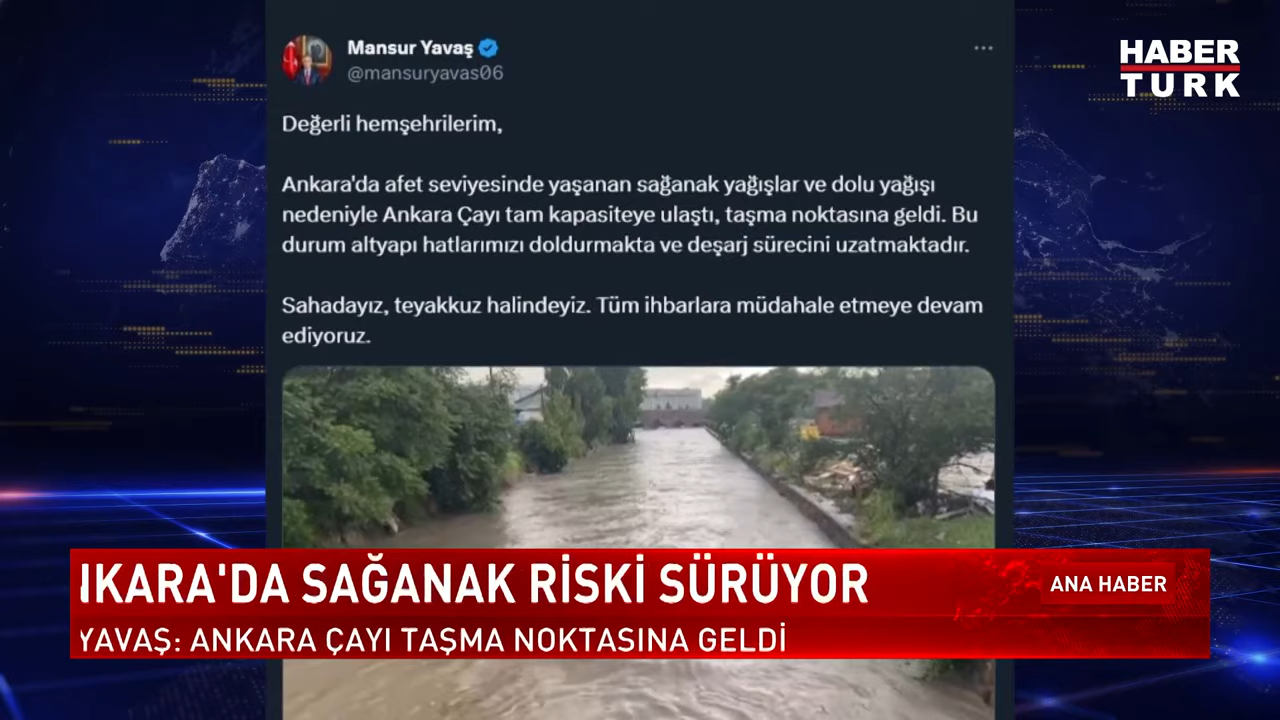 Mansur Yavaş
@mansuryavas06
HABER
TURK
Değerli hemşehrilerim,
Ankara'da afet seviyesinde yaşanan sağanak yağışlar ve dolu yağışı
nedeniyle Ankara Çayı tam kapasiteye ulaştı, taşma noktasına geldi. Bu
durum altyapı hatlarımızı doldurmakta ve deşarj sürecini uzatmaktadır.
Sahadayız, teyakkuz halindeyiz. Tüm ihbarlara müdahale etmeye devam
ediyoruz.
KARA'DA SAĞANAK RİSKİ SÜRÜYOR
ANA HABER
YAVAŞ: ANKARA ÇAYI TAŞMA NOKTASINA GELDİ